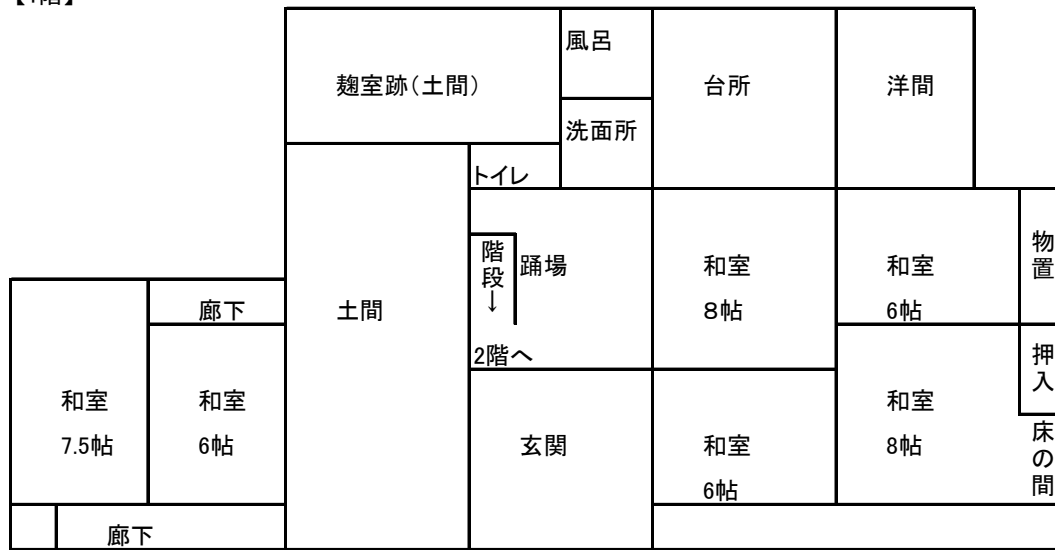 風呂
麹室跡(土間)
台所
洋間
洗面所
トイレ
物置
階段↓
踊場
和室
8帖
和室
6帖
廊下
土間
2階へ
押入
和室
7.5帖
和室
6帖
玄関
和室
6帖
和室
8帖
床の間
廊下